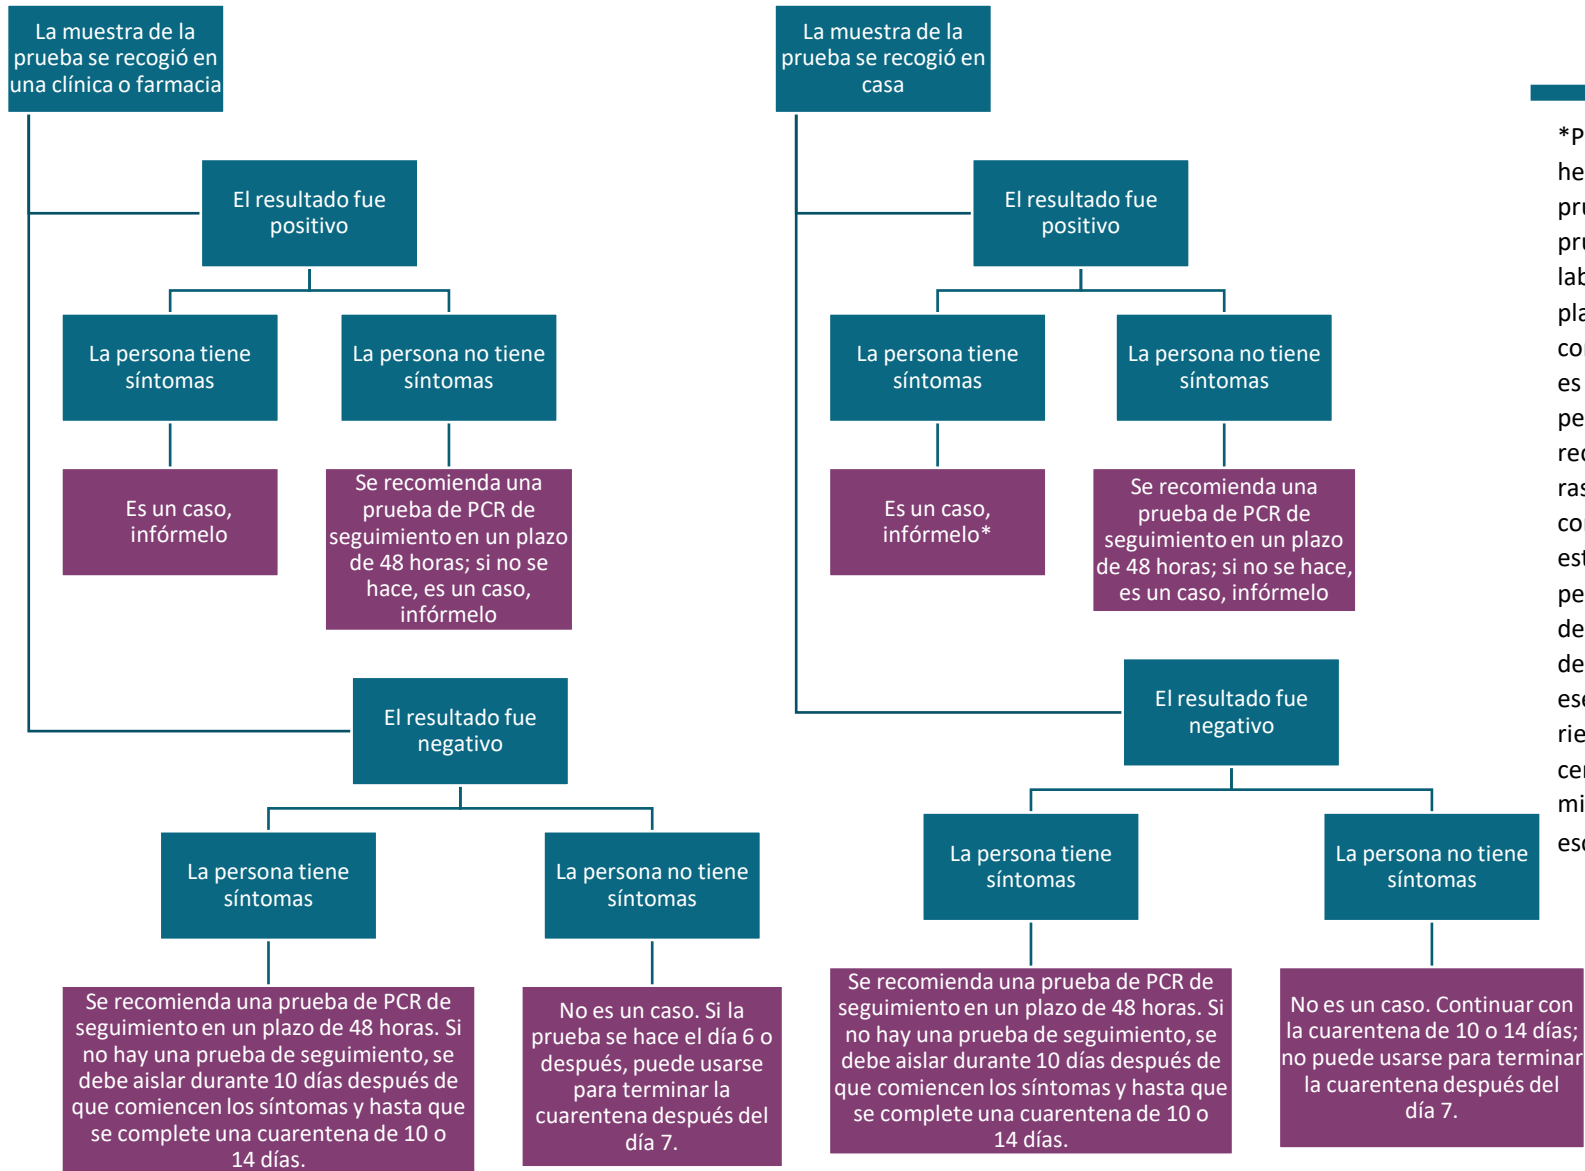 La muestra de la
prueba se recogió en
una clínica o farmacia
El resultado fue
positivo
La persona tiene
síntomas
La persona no tiene
síntomas
Es un caso,
infórmelo
Se recomienda una
prueba de PCR de
seguimiento en un plazo
de 48 horas; si no se
hace, es un caso,
infórmelo
El resultado fue
negativo
La persona tiene
síntomas
La persona no tiene
síntomas
Se recomienda una prueba de PCR de
seguimiento en un plazo de 48 horas. Si
no hay una prueba de seguimiento, se
debe aislar durante 10 días después de
que comiencen los síntomas y hasta que
se complete una cuarentena de 10 o
14 días.
No es un caso. Si la
prueba se hace el día 6 o
después, puede usarse
para terminar la
cuarentena después del
día 7.
La muestra de la
prueba se recogió en
casa
El resultado fue
positivo
La persona tiene
síntomas
La persona no tiene
síntomas
Es un caso,
infórmelo*
Se recomienda una
prueba de PCR de
seguimiento en un plazo
de 48 horas; si no se hace,
es un caso, infórmelo
El resultado fue
negativo
La persona tiene
síntomas
La persona no tiene
síntomas
Se recomienda una prueba de PCR de
seguimiento en un plazo de 48 horas. Si
no hay una prueba de seguimiento, se
debe aislar durante 10 días después de
que comiencen los síntomas y hasta que
se complete una cuarentena de 10 o
14 días.
No es un caso. Continuar con
la cuarentena de 10 o 14 días;
no puede usarse para terminar
la cuarentena después del
día 7.
es